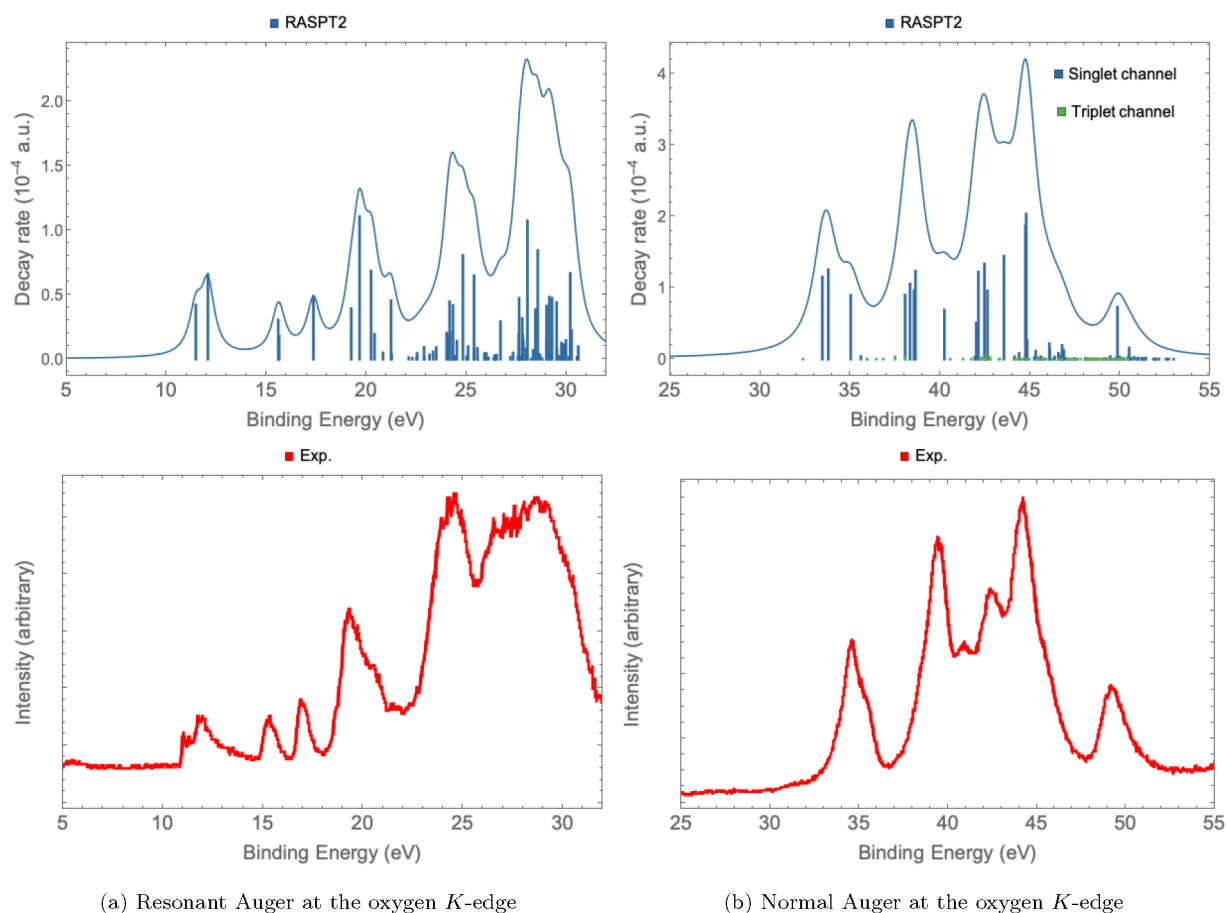 RASPT2
Decay rate (10⁻⁴ a.u.)
2.0
1.5
1.0
0.5
0.0
5 10 15 20 25 30
Binding Energy (eV)
RASPT2
Singlet channel
Triplet channel
Decay rate (10⁻⁴ a.u.)
4
3
2
1
0
25 30 35 40 45 50 55
Binding Energy (eV)
Exp.
Intensity (arbitrary)
5 10 15 20 25 30
Binding Energy (eV)
Exp.
Intensity (arbitrary)
25 30 35 40 45 50 55
Binding Energy (eV)
(a) Resonant Auger at the oxygen K-edge
(b) Normal Auger at the oxygen K-edge